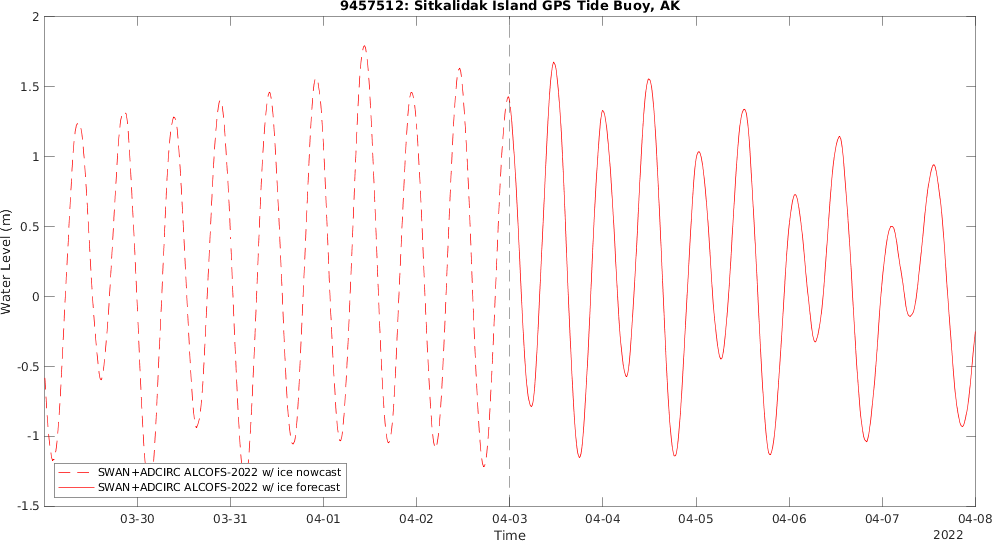 9457512: Sitkalidak Island GPS Tide Buoy, AK
2
1.5
1
0.5
0
-0.5
-1
-1.5
Water Level (m)
SWAN+ADCIRC ALCOFS-2022 w/ ice nowcast
SWAN+ADCIRC ALCOFS-2022 w/ ice forecast
03-30 03-31 04-01 04-02 04-03 04-04 04-05 04-06 04-07 04-08
Time
2022